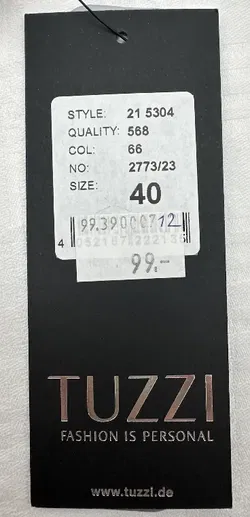 STYLE: 21 5304
QUALITY: 568
COL: 66
NO: 2773/23
SIZE: 40
99.39000712
99.-
TUZZI
FASHION IS PERSONAL
www.tuzzi.de